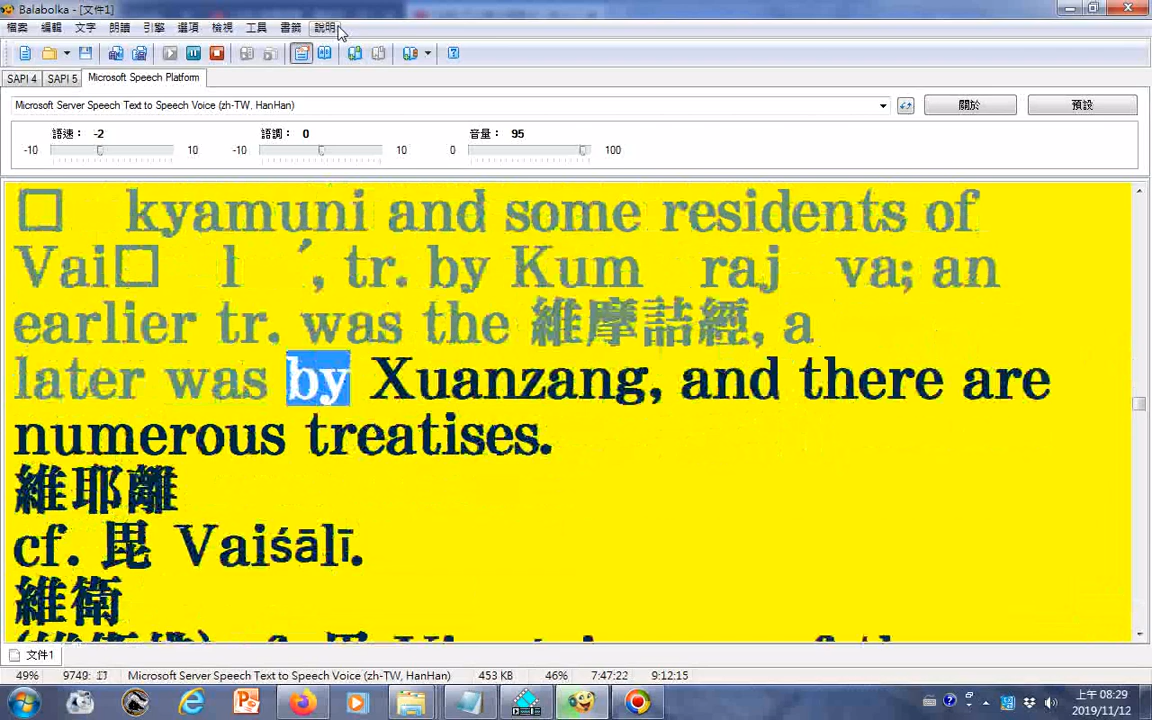 Balabolka - [文件1]
檔案 編輯 文字 朗讀 引擎 選項 檢視 工具 書籤 說明
SAPI 4 SAPI 5 Microsoft Speech Platform
Microsoft Server Speech Text to Speech Voice (zh-TW, HanHan) 關於 預設
語速： -2 語調： 0 音量： 95
-10 10 -10 10 0 100
□ kyamuni and some residents of
Vai□ l ´, tr. by Kum raj va; an
earlier tr. was the 維摩詰經, a
later was by Xuanzang, and there are
numerous treatises.
維耶離
cf. 毘 Vaiśālī.
維衛
文件1
49% 9749: 17 Microsoft Server Speech Text to Speech Voice (zh-TW, HanHan) 453 KB 46% 7:47:22 9:12:15
上午 08:29
2019/11/12